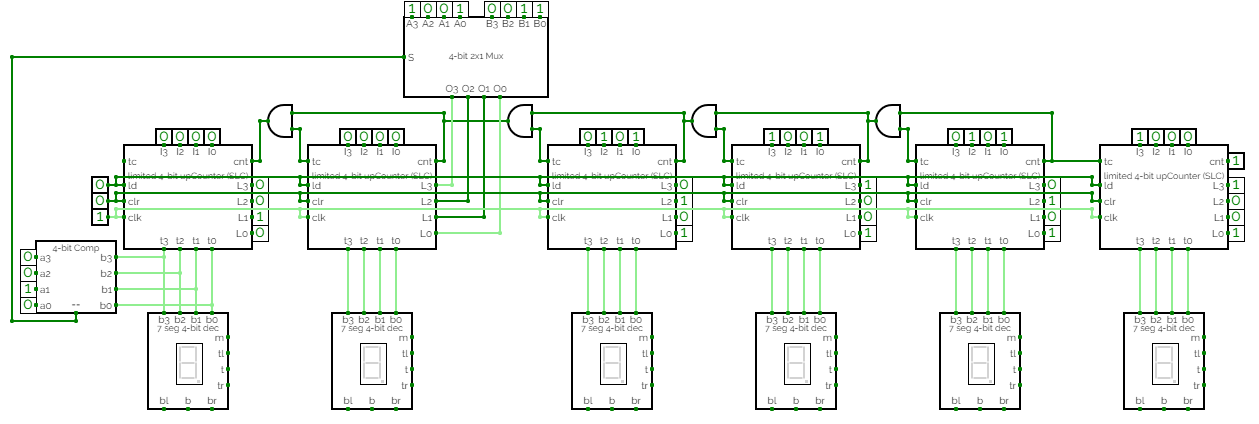 1 0 0 1 0 0 1 1
A3 A2 A1 A0 B3 B2 B1 B0
S 4-bit 2x1 Mux
O3 O2 O1 O0
0 0 0 0 0 0 0 0 0 1 0 1 1 0 0 1 0 1 0 1 1 0 0 0
I3 I2 I1 I0 I3 I2 I1 I0 I3 I2 I1 I0 I3 I2 I1 I0 I3 I2 I1 I0 I3 I2 I1 I0
tc cnt tc cnt tc cnt tc cnt tc cnt tc cnt 1
limited 4-bit upCounter (SLC) limited 4-bit upCounter (SLC) limited 4-bit upCounter (SLC) limited 4-bit upCounter (SLC) limited 4-bit upCounter (SLC) limited 4-bit upCounter (SLC)
0 ld L3 0 ld L3 ld L3 0 ld L3 1 ld L3 0 ld L3 1
0 clr L2 0 clr L2 clr L2 1 clr L2 0 clr L2 1 clr L2 0
1 clk L1 1 clk L1 clk L1 0 clk L1 0 clk L1 0 clk L1 0
L0 0 L0 L0 1 L0 1 L0 1 L0 1
t3 t2 t1 t0 t3 t2 t1 t0 t3 t2 t1 t0 t3 t2 t1 t0 t3 t2 t1 t0 t3 t2 t1 t0
4-bit Comp
0 a3 b3
0 a2 b2
1 a1 b1
0 a0 -- b0
b3 b2 b1 b0 b3 b2 b1 b0 b3 b2 b1 b0 b3 b2 b1 b0 b3 b2 b1 b0 b3 b2 b1 b0
7 seg 4-bit dec 7 seg 4-bit dec 7 seg 4-bit dec 7 seg 4-bit dec 7 seg 4-bit dec 7 seg 4-bit dec
m m m m m m
tl tl tl tl tl tl
t t t t t t
tr tr tr tr tr tr
bl b br bl b br bl b br bl b br bl b br bl b br